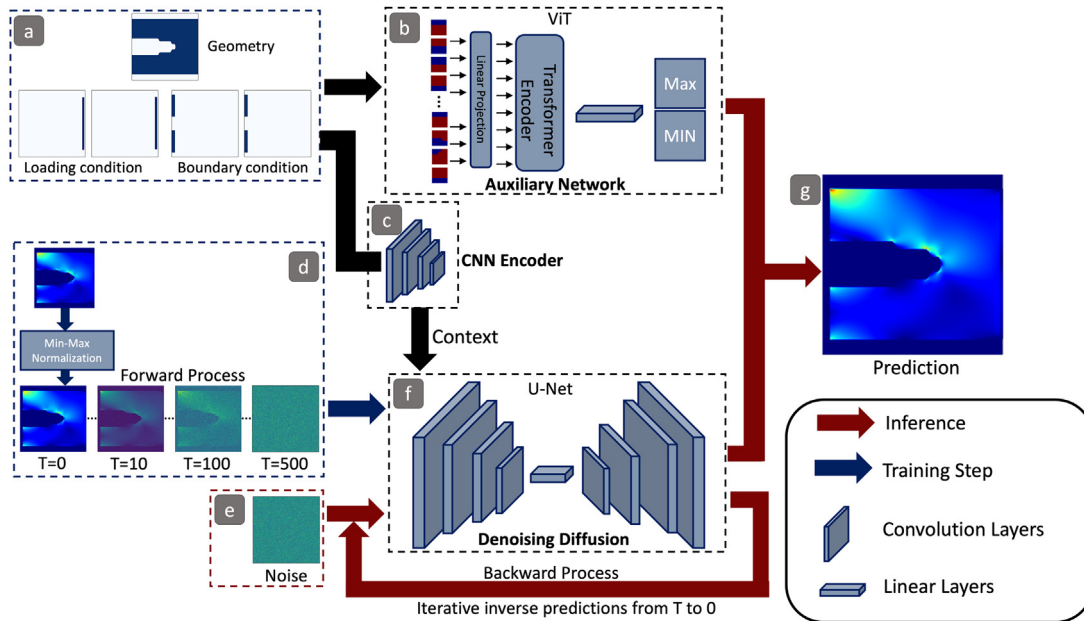 a
Geometry
Loading condition
Boundary condition
b
ViT
Linear Projection
Transformer
Encoder
Max
MIN
Auxiliary Network
c
CNN Encoder
Context
d
Min-Max
Normalization
Forward Process
T=0
T=10
T=100
T=500
e
Noise
f
U-Net
Denoising Diffusion
Backward Process
Iterative inverse predictions from T to 0
g
Prediction
Inference
Training Step
Convolution Layers
Linear Layers